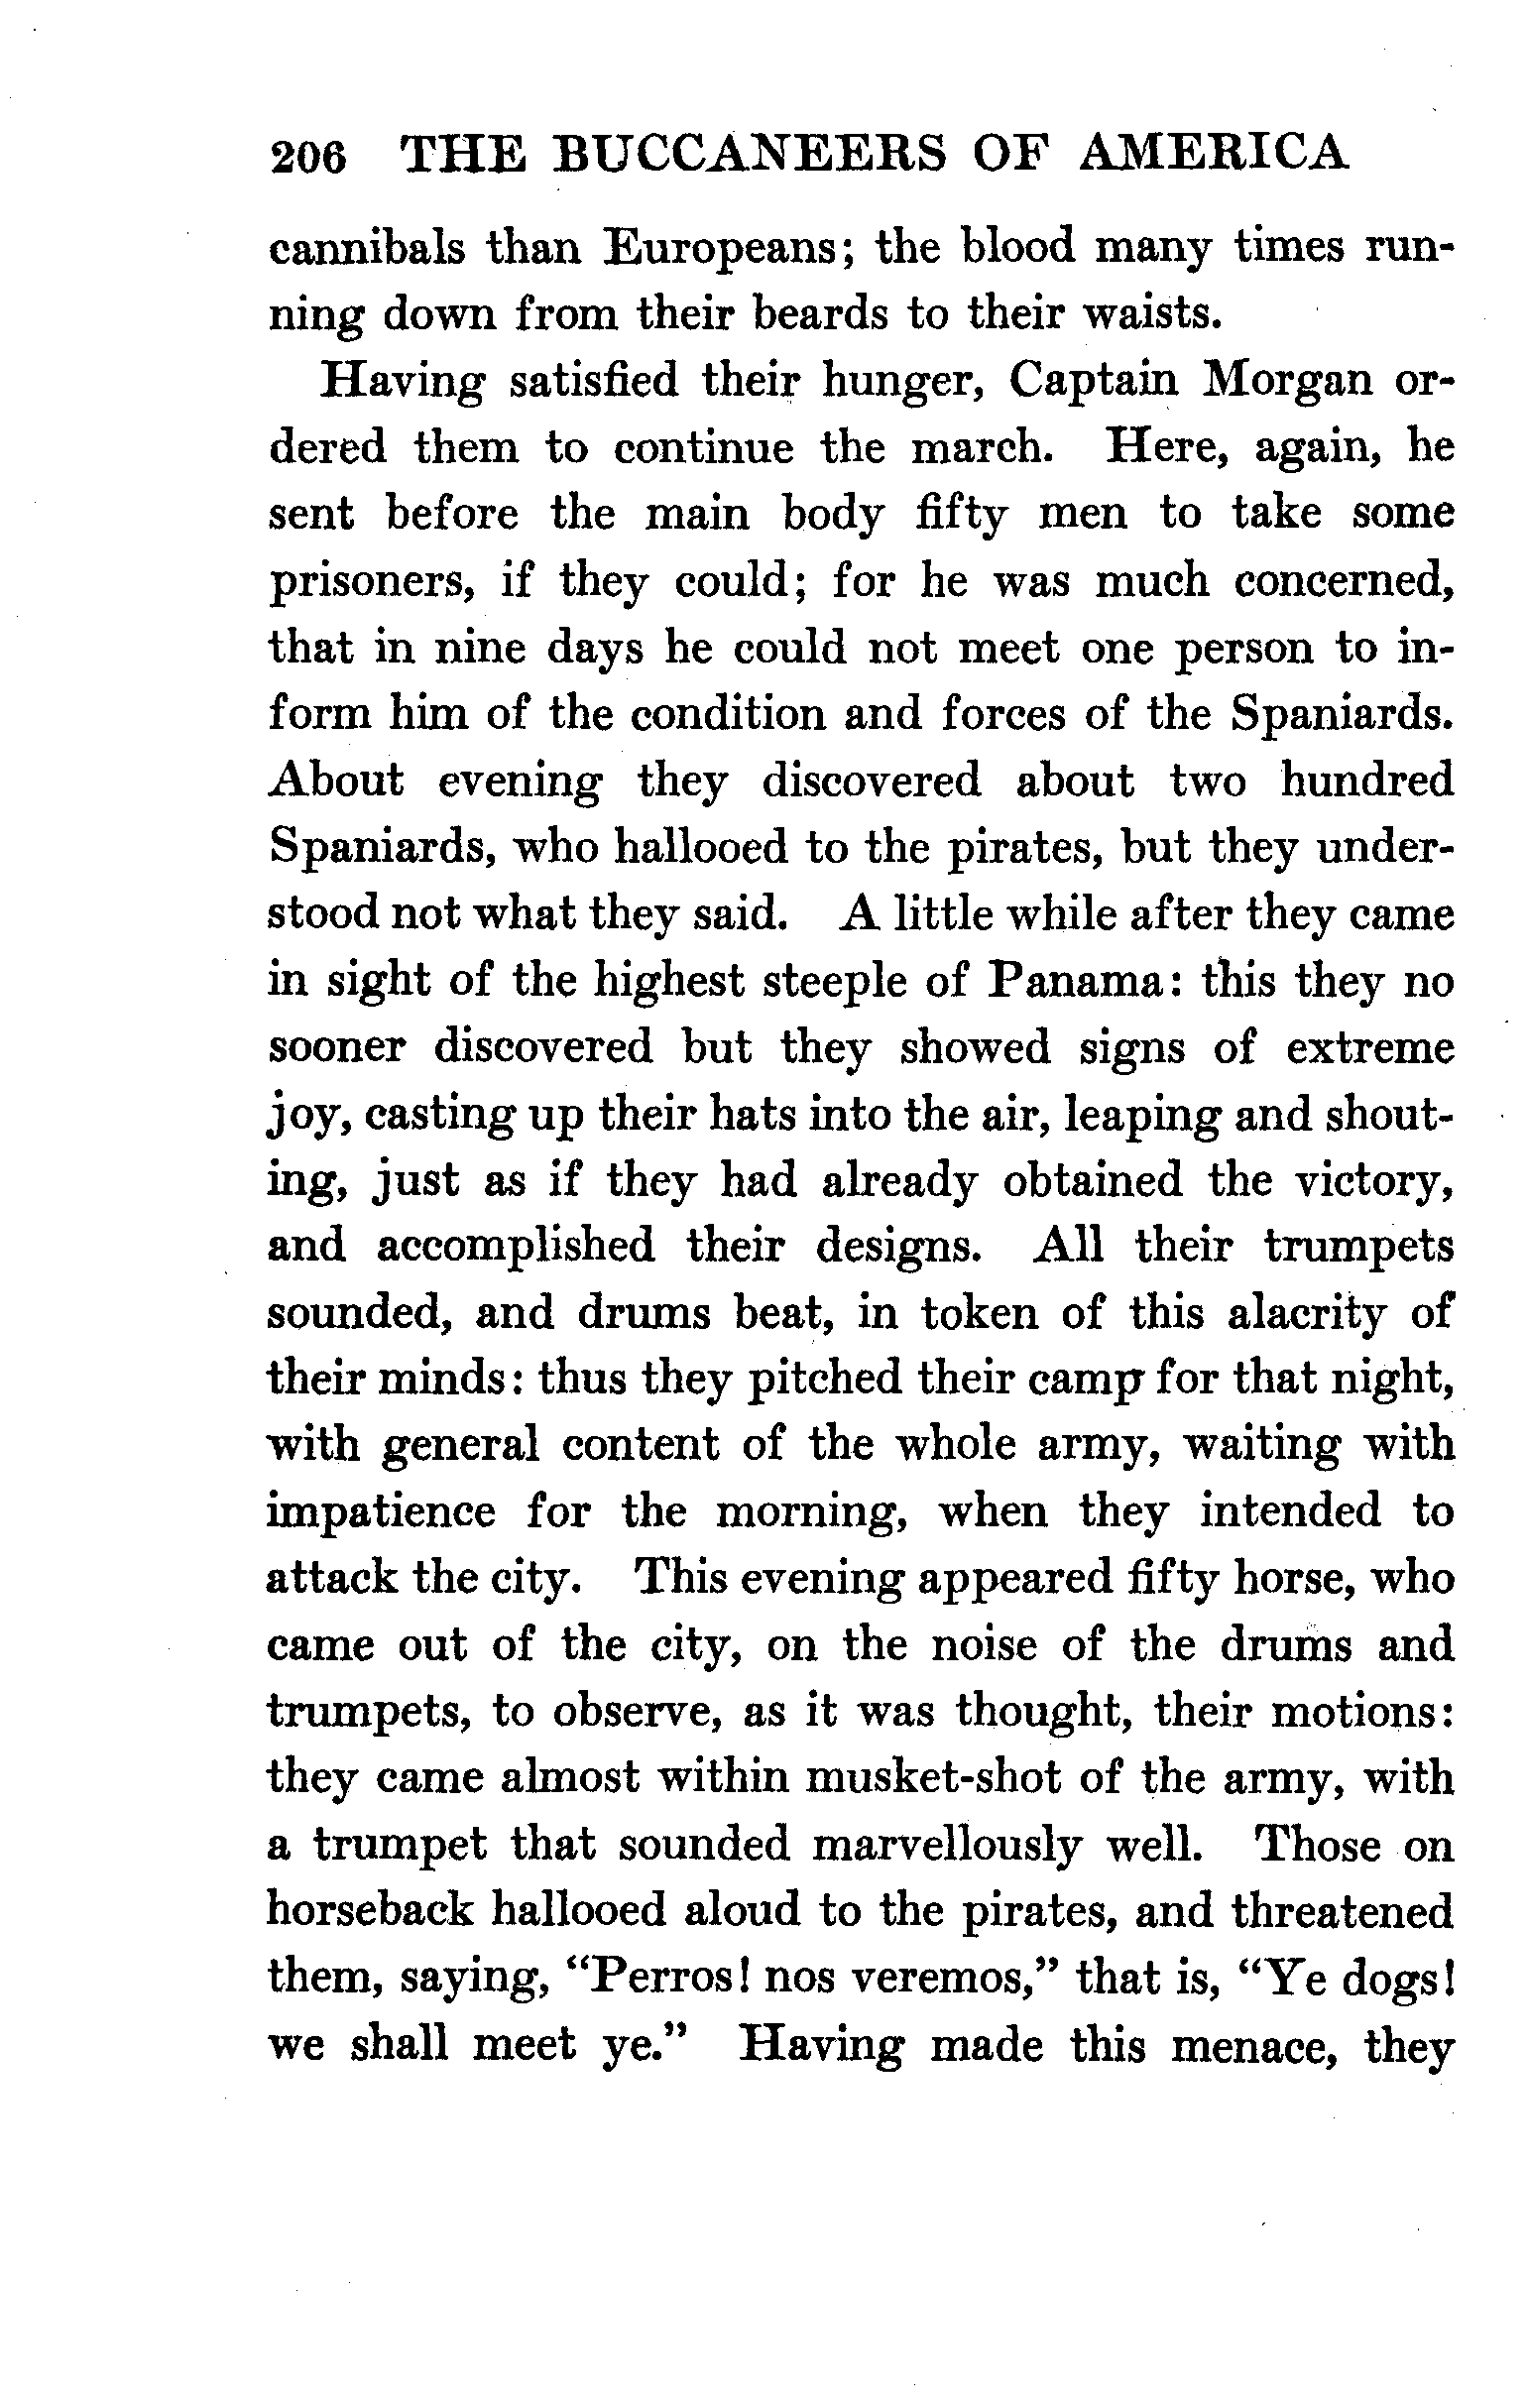 206 THE BUCCANEERS OF AMERICA
cannibals than Europeans; the blood many times run-
ning down from their beards to their waists.
Having satisfied their hunger, Captain Morgan or-
dered them to continue the march. Here, again, he
sent before the main body fifty men to take some
prisoners, if they could; for he was much concerned,
that in nine days he could not meet one person to in-
form him of the condition and forces of the Spaniards.
About evening they discovered about two hundred
Spaniards, who hallooed to the pirates, but they under-
stood not what they said. A little while after they came
in sight of the highest steeple of Panama: this they no
sooner discovered but they showed signs of extreme
joy, casting up their hats into the air, leaping and shout-
ing, just as if they had already obtained the victory,
and accomplished their designs. All their trumpets
sounded, and drums beat, in token of this alacrity of
their minds: thus they pitched their camp for that night,
with general content of the whole army, waiting with
impatience for the morning, when they intended to
attack the city. This evening appeared fifty horse, who
came out of the city, on the noise of the drums and
trumpets, to observe, as it was thought, their motions:
they came almost within musket-shot of the army, with
a trumpet that sounded marvellously well. Those on
horseback hallooed aloud to the pirates, and threatened
them, saying, "Perros! nos veremos," that is, "Ye dogs!
we shall meet ye." Having made this menace, they